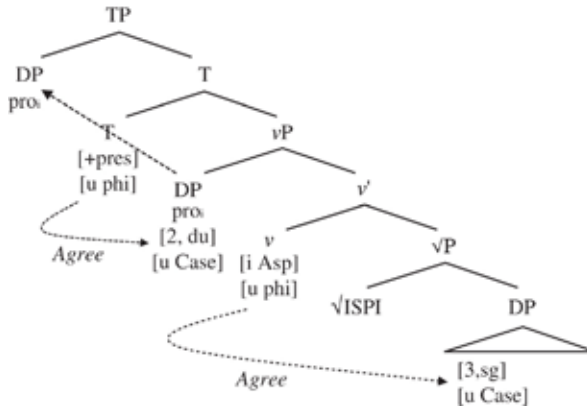 TP
DP T
proᵢ
T vP
[+pres] DP v'
[u phi] proᵢ
[2, du] v √P
Agree [u Case] [i Asp]
[u phi] √ISPI DP
Agree [3,sg]
[u Case]